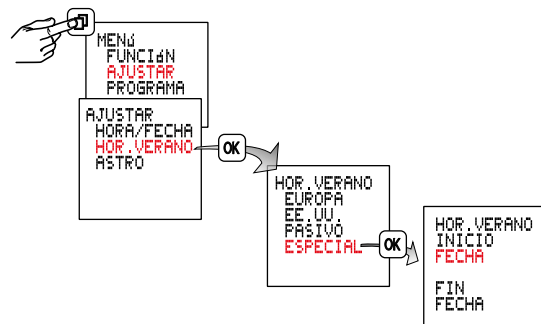 MENú
FUNCIóN
AJUSTAR
PROGRAMA
AJUSTAR
HORA/FECHA
HOR.VERANO
ASTRO
OK
HOR.VERANO
EUROPA
EE.UU.
PASIVO
ESPECIAL
OK
HOR.VERANO
INICIO
FECHA
FIN
FECHA